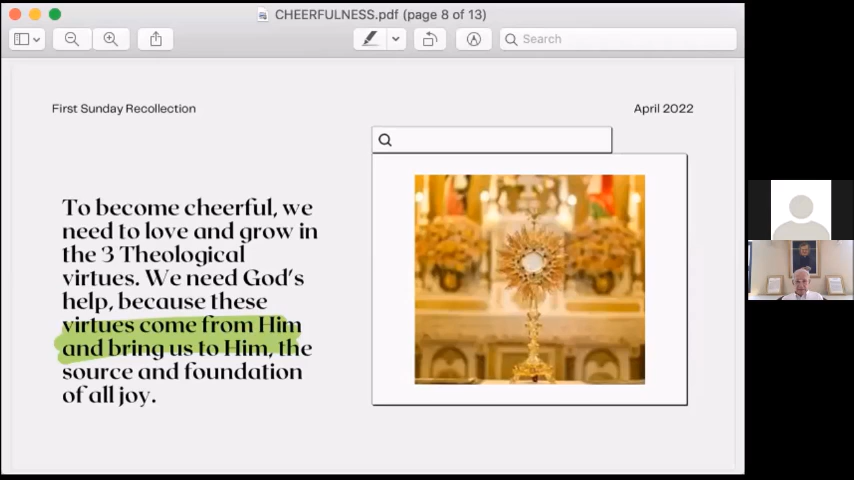 CHEERFULNESS.pdf (page 8 of 13)
Search
First Sunday Recollection
April 2022
To become cheerful, we
need to love and grow in
the 3 Theological
virtues. We need God's
help, because these
virtues come from Him
and bring us to Him, the
source and foundation
of all joy.